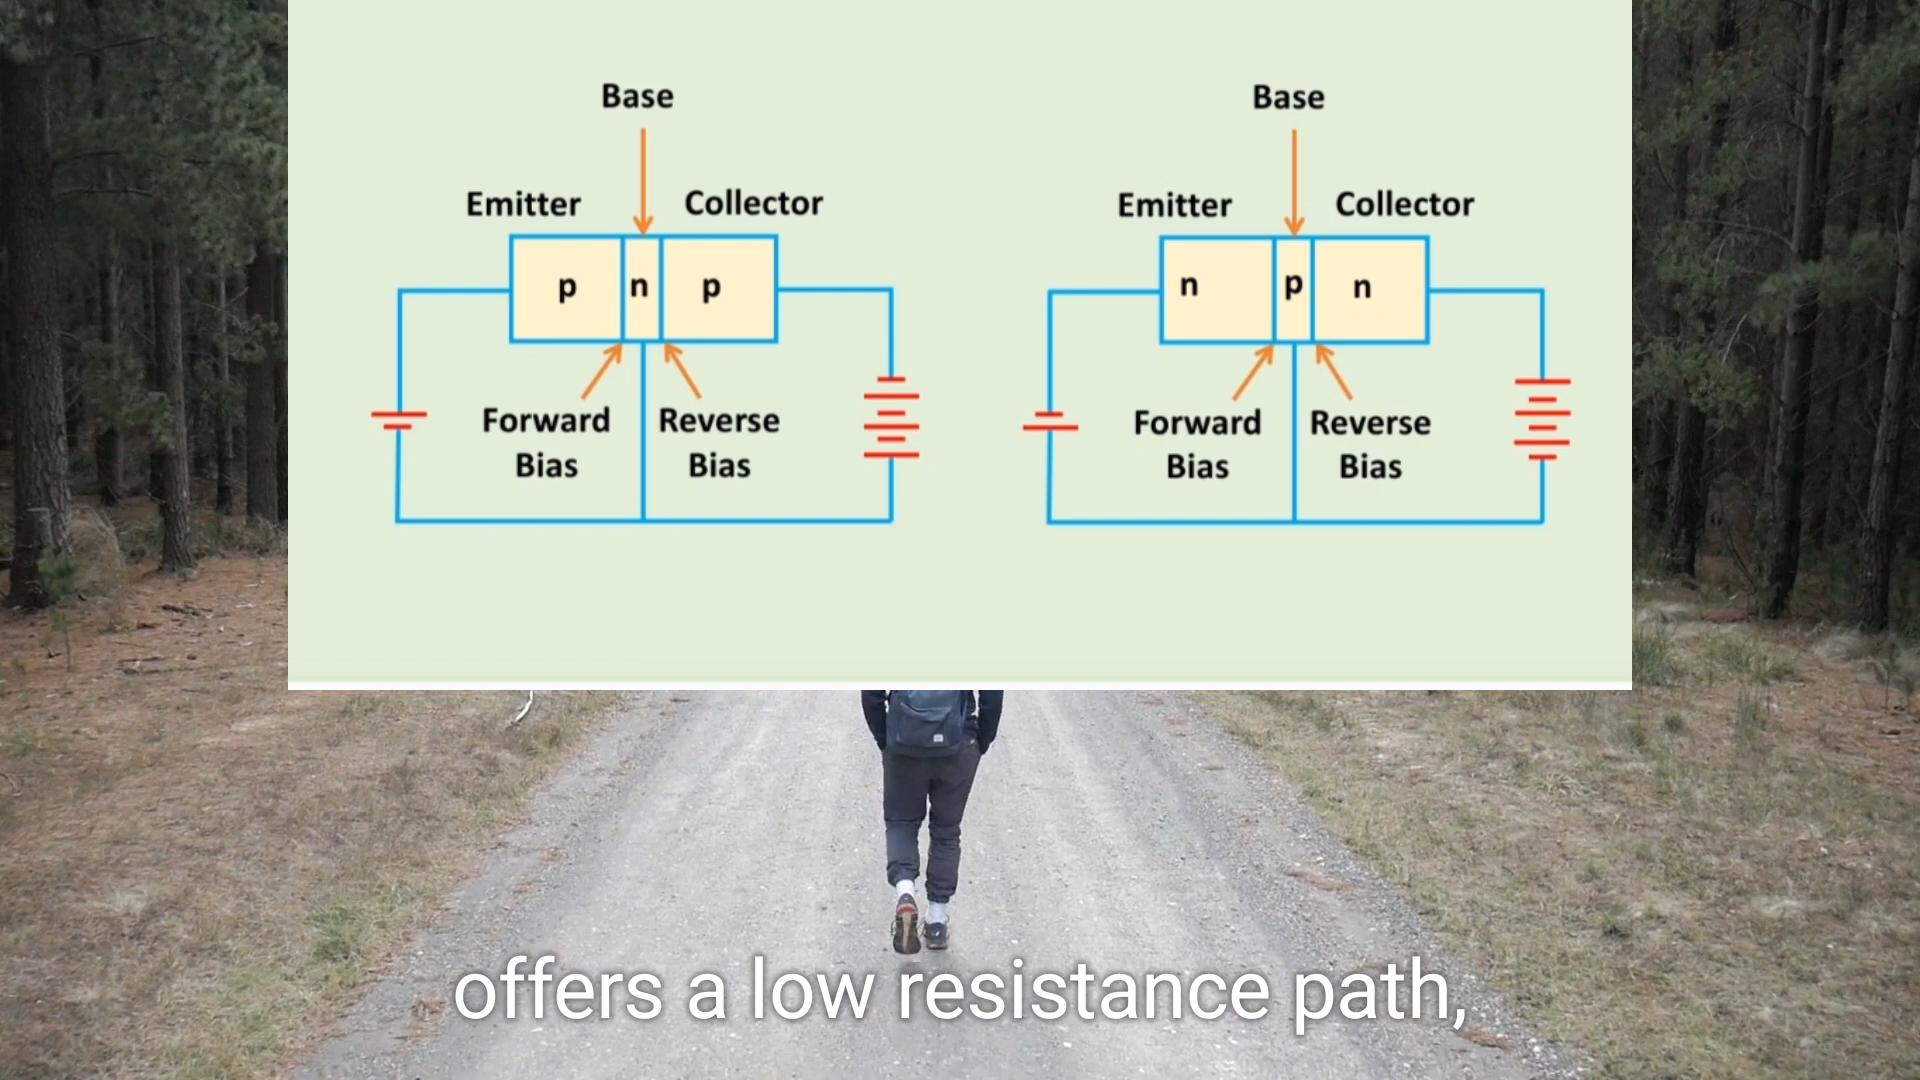 Base
Emitter
Collector
p
n
p
Forward
Bias
Reverse
Bias
Base
Emitter
Collector
n
p
n
Forward
Bias
Reverse
Bias
offers a low resistance path,